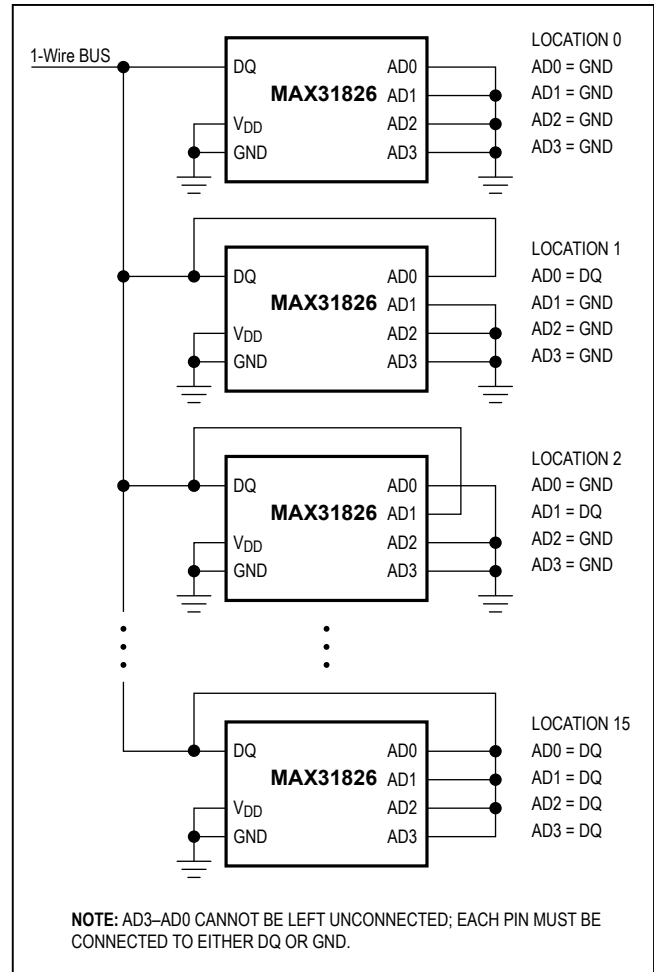 1-Wire BUS
DQ
AD0
MAX31826
AD1
VDD
AD2
GND
AD3
LOCATION 0
AD0 = GND
AD1 = GND
AD2 = GND
AD3 = GND
DQ
AD0
MAX31826
AD1
VDD
AD2
GND
AD3
LOCATION 1
AD0 = DQ
AD1 = GND
AD2 = GND
AD3 = GND
DQ
AD0
MAX31826
AD1
VDD
AD2
GND
AD3
LOCATION 2
AD0 = GND
AD1 = DQ
AD2 = GND
AD3 = GND
DQ
AD0
MAX31826
AD1
VDD
AD2
GND
AD3
LOCATION 15
AD0 = DQ
AD1 = DQ
AD2 = DQ
AD3 = DQ
NOTE: AD3–AD0 CANNOT BE LEFT UNCONNECTED; EACH PIN MUST BE
CONNECTED TO EITHER DQ OR GND.